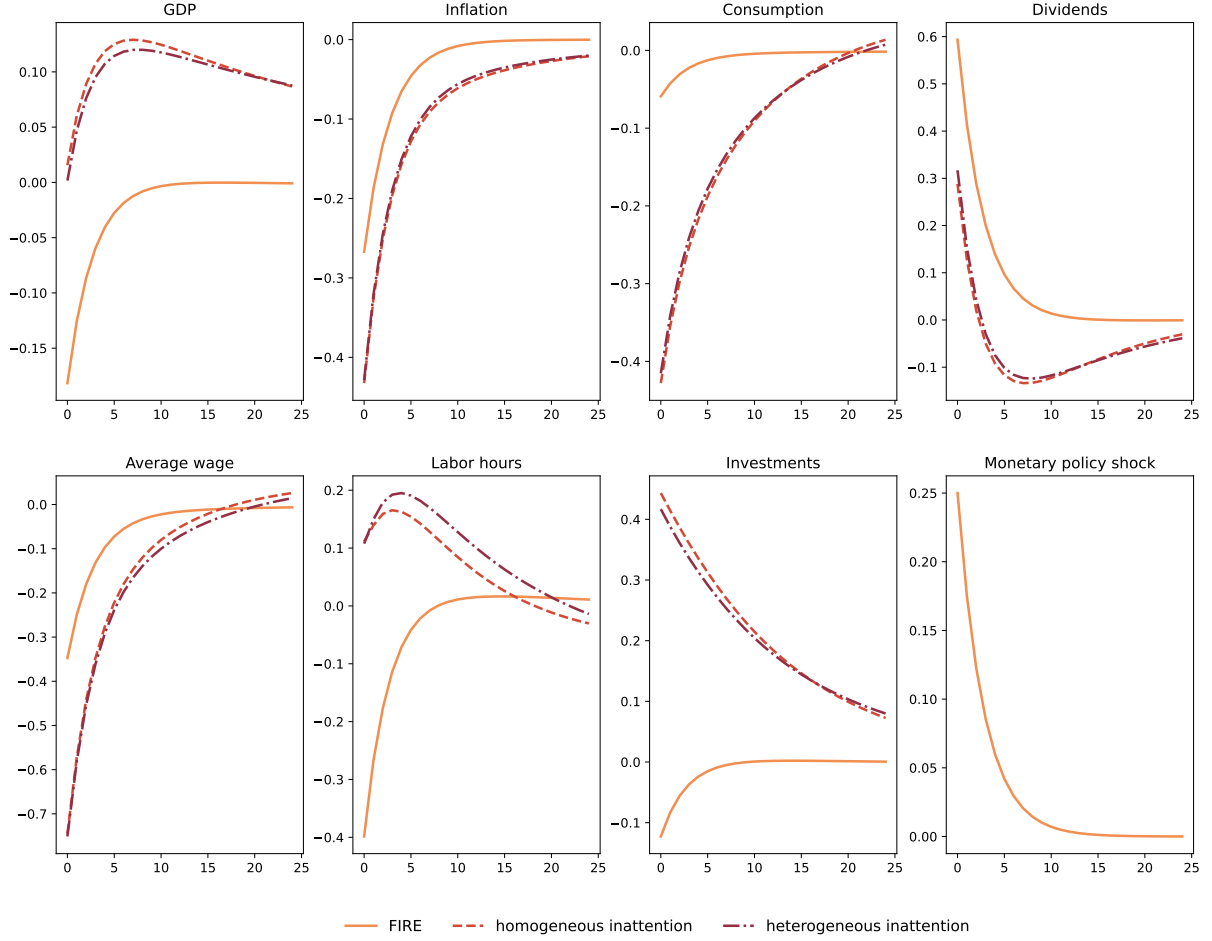 GDP
Inflation
Consumption
Dividends
0.10
0.05
0.00
−0.05
−0.10
−0.15
0 5 10 15 20 25
0.0
−0.1
−0.2
−0.3
−0.4
0 5 10 15 20 25
0.0
−0.1
−0.2
−0.3
−0.4
0 5 10 15 20 25
0.6
0.5
0.4
0.3
0.2
0.1
0.0
−0.1
0 5 10 15 20 25
Average wage
Labor hours
Investments
Monetary policy shock
0.0
−0.1
−0.2
−0.3
−0.4
−0.5
−0.6
−0.7
0 5 10 15 20 25
0.2
0.1
0.0
−0.1
−0.2
−0.3
−0.4
0 5 10 15 20 25
0.4
0.3
0.2
0.1
0.0
−0.1
0 5 10 15 20 25
0.25
0.20
0.15
0.10
0.05
0.00
0 5 10 15 20 25
FIRE
homogeneous inattention
heterogeneous inattention